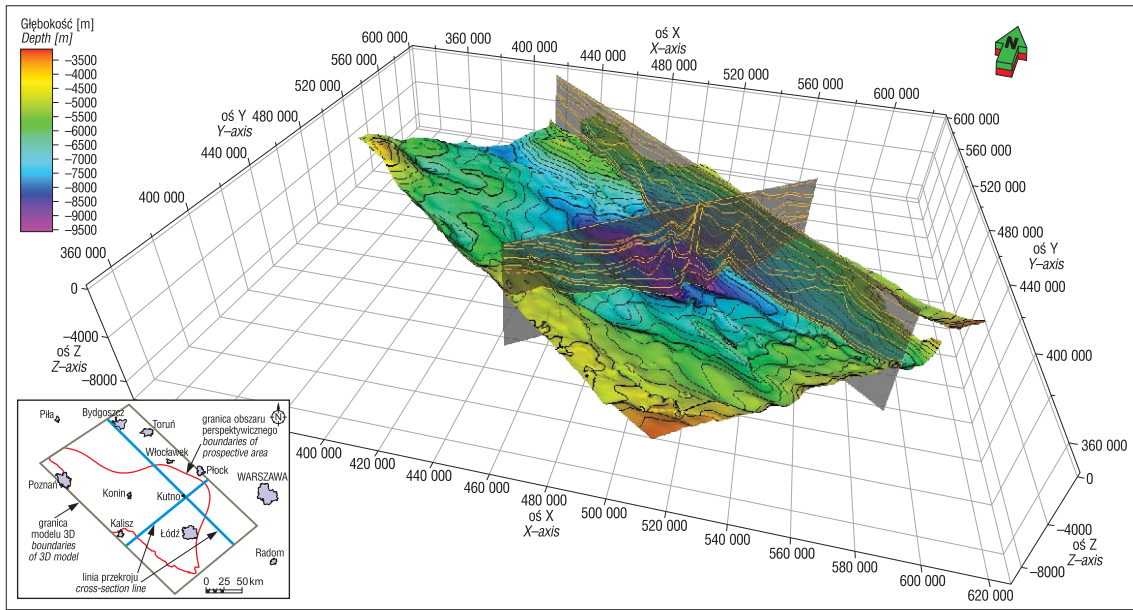 Głębokość [m]
Depth [m]
–3500
–4000
–4500
–5000
–5500
–6000
–6500
–7000
–7500
–8000
–8500
–9000
–9500
oś X
X–axis
360 000
400 000
440 000
480 000
520 000
560 000
600 000
N
600 000
560 000
520 000
480 000
440 000
400 000
360 000
oś Y
Y–axis
600 000
560 000
520 000
480 000
440 000
400 000
360 000
oś Y
Y–axis
0
–4000
–8000
oś Z
Z–axis
0
–4000
–8000
oś Z
Z–axis
400 000
420 000
440 000
460 000
480 000
500 000
520 000
540 000
560 000
580 000
600 000
620 000
oś X
X–axis
Piła
Bydgoszcz
Toruń
granica obszaru
perspektywicznego
boundaries of
prospective area
N
Włocławek
Płock
WARSZAWA
Poznań
Konin
Kutno
granica
modelu 3D
boundaries
of 3D model
Kalisz
Łódź
Radom
linia przekroju
cross-section line
0 25 50 km